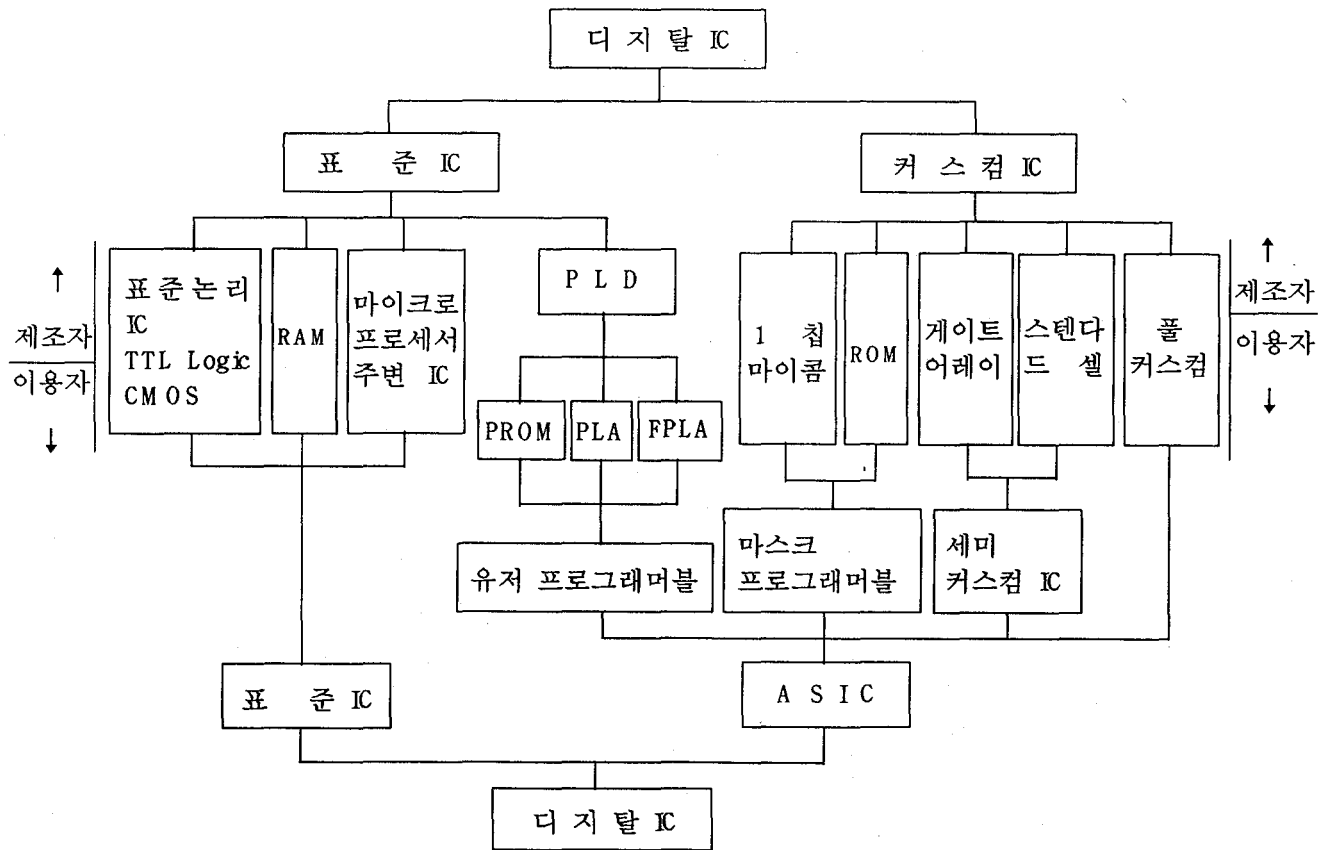 디 지 탈 IC
표 준 IC
커 스 컴 IC
↑
제조자
이용자
↓
표준논리
IC
TTL Logic
CMOS
RAM
마이크로
프로세서
주변 IC
P L D
1 칩
마이콤
ROM
게이트
어레이
스텐다
드 셀
풀
커스컴
↑
제조자
이용자
↓
PROM
PLA
FPLA
유저 프로그래머블
마스크
프로그래머블
세미
커스컴 IC
표 준 IC
A S I C
디 지 탈 IC